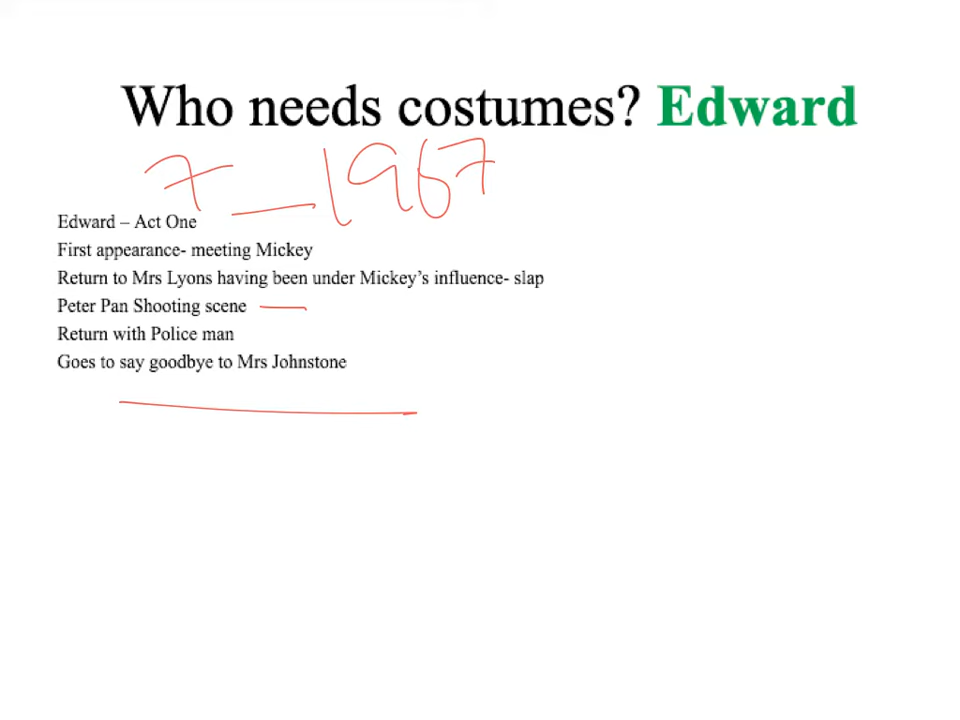 Who needs costumes? Edward
7 — 1967
Edward – Act One
First appearance- meeting Mickey
Return to Mrs Lyons having been under Mickey’s influence- slap
Peter Pan Shooting scene
Return with Police man
Goes to say goodbye to Mrs Johnstone